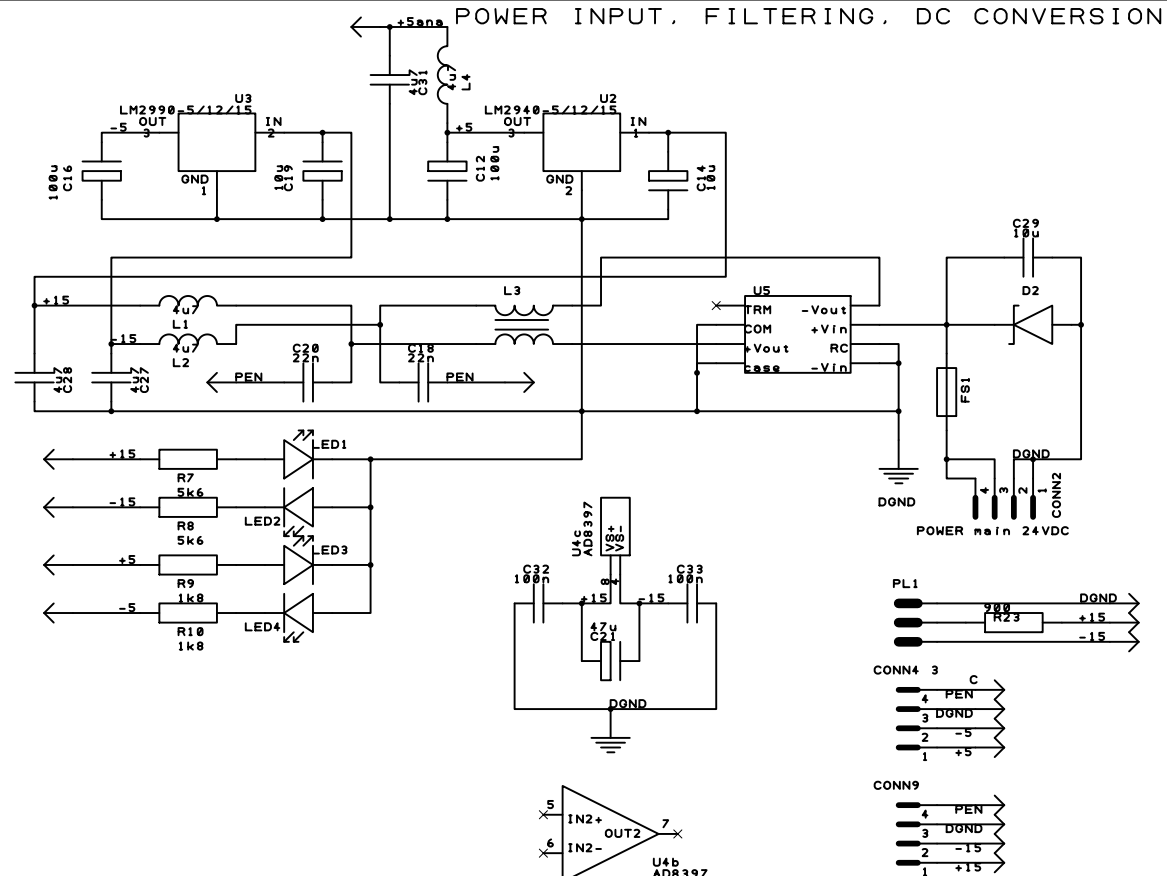 POWER INPUT. FILTERING. DC CONVERSION
+5ana
4u7
C31
4u7
L4
U3
LM2990-5/12/15
OUT
IN
-5
3
2
GND
1
100u
C16
10u
C19
U2
LM2940-5/12/15
OUT
IN
+5
3
1
GND
2
C12
100u
C14
10u
C29
10u
D2
+15
4u7
L1
-15
4u7
L2
L3
U5
TRM
COM
+Vout
case
-Vout
+Vin
RC
-Vin
C20
22n
C18
22n
PEN
PEN
4u7
C28
4u7
C27
FS1
DGND
DGND
4
3
2
1
CONN2
POWER main 24VDC
+15
R7
5k6
LED1
-15
R8
5k6
LED2
+5
R9
1k8
LED3
-5
R10
1k8
LED4
U4c
AD8397
VS+
VS-
8
4
C32
100n
C33
100n
+15
-15
47u
C21
DGND
PL1
DGND
900
R23
+15
-15
CONN4 3
C
4
PEN
3
DGND
2
-5
1
+5
CONN9
4
PEN
3
DGND
2
-15
1
+15
5
IN2+
6
IN2-
OUT2
7
U4b
AD8397